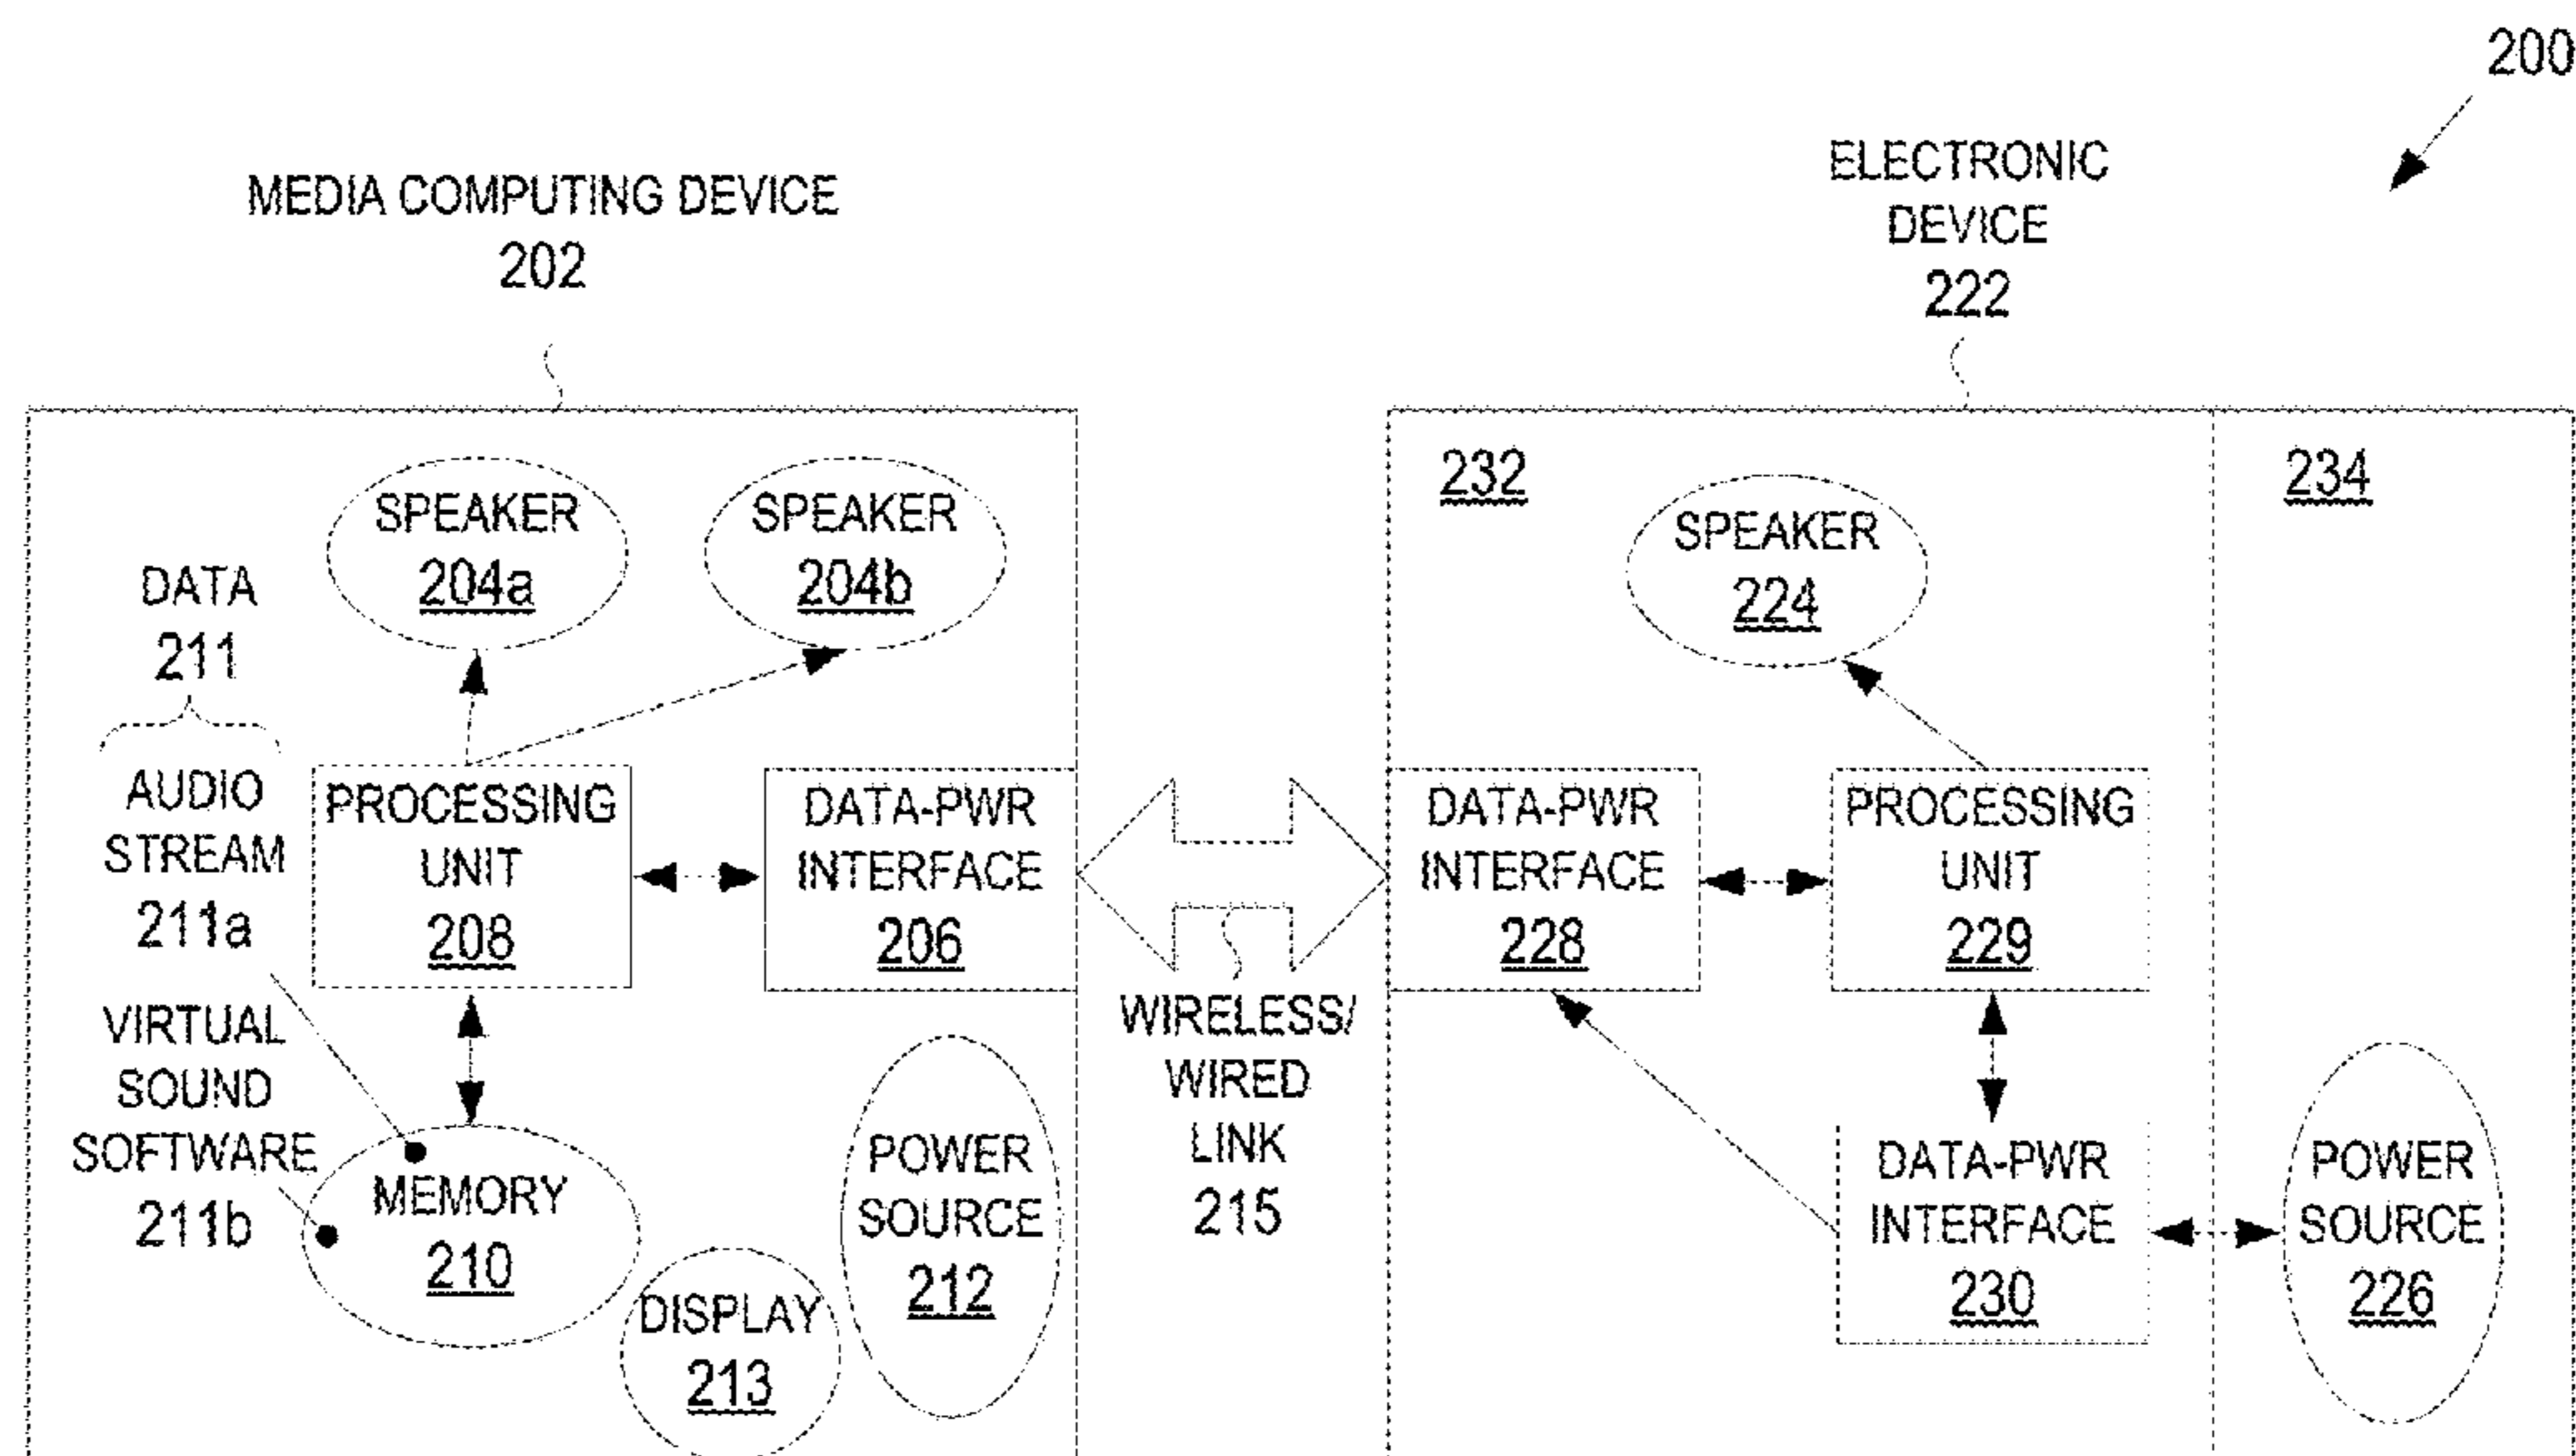 200
MEDIA COMPUTING DEVICE
202
ELECTRONIC
DEVICE
222
SPEAKER
204a
SPEAKER
204b
DATA
211
AUDIO
STREAM
211a
VIRTUAL
SOUND
SOFTWARE
211b
PROCESSING
UNIT
208
DATA-PWR
INTERFACE
206
MEMORY
210
DISPLAY
213
POWER
SOURCE
212
WIRELESS/
WIRED
LINK
215
232
SPEAKER
224
DATA-PWR
INTERFACE
228
PROCESSING
UNIT
229
DATA-PWR
INTERFACE
230
234
POWER
SOURCE
226